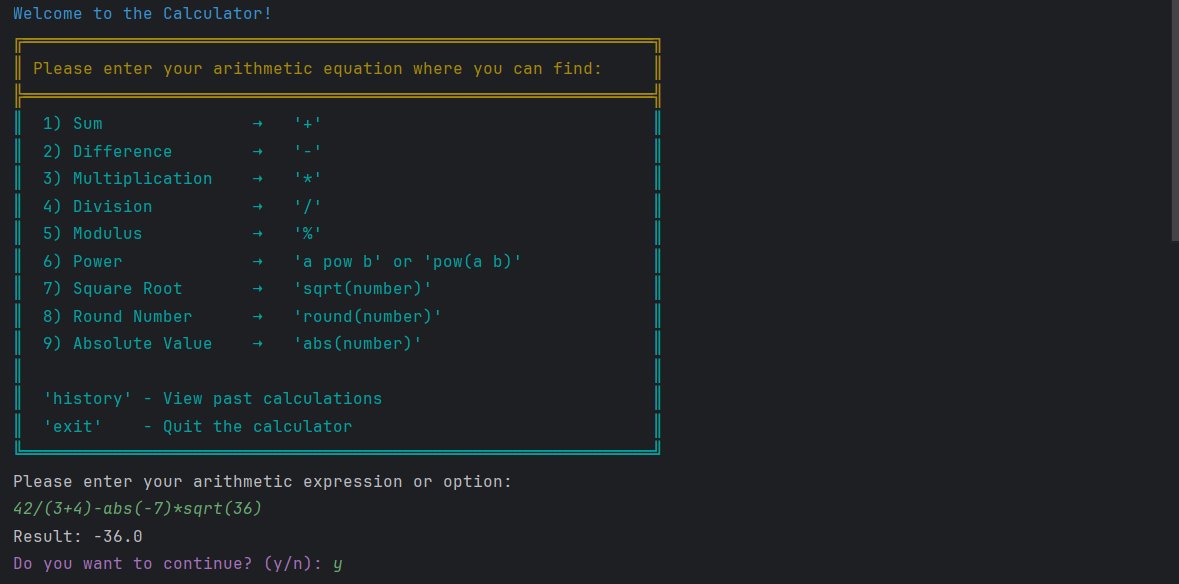 Welcome to the Calculator!
Please enter your arithmetic equation where you can find:
1) Sum → '+'
2) Difference → '-'
3) Multiplication → '*'
4) Division → '/'
5) Modulus → '%'
6) Power → 'a pow b' or 'pow(a b)'
7) Square Root → 'sqrt(number)'
8) Round Number → 'round(number)'
9) Absolute Value → 'abs(number)'
'history' - View past calculations
'exit' - Quit the calculator
Please enter your arithmetic expression or option:
42/(3+4)-abs(-7)*sqrt(36)
Result: -36.0
Do you want to continue? (y/n): y